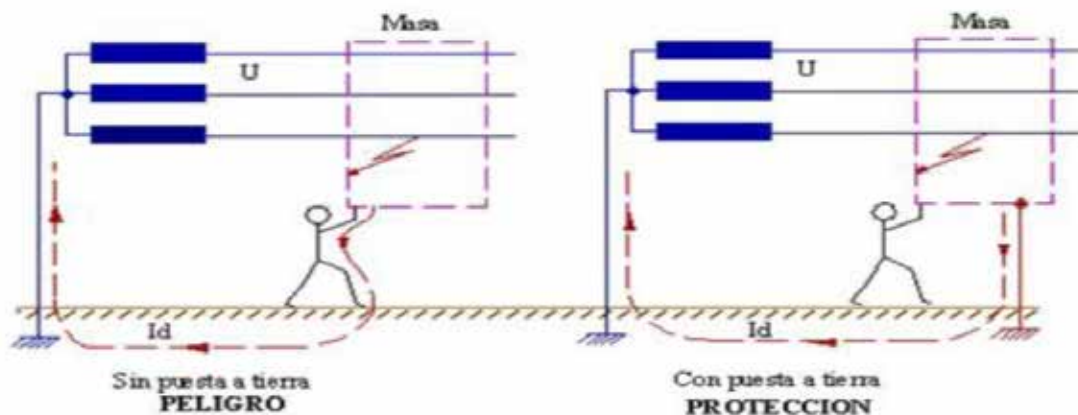 Masa
U
Id
Sin puesta a tierra
PELIGRO
Masa
U
Id
Con puesta a tierra
PROTECCION